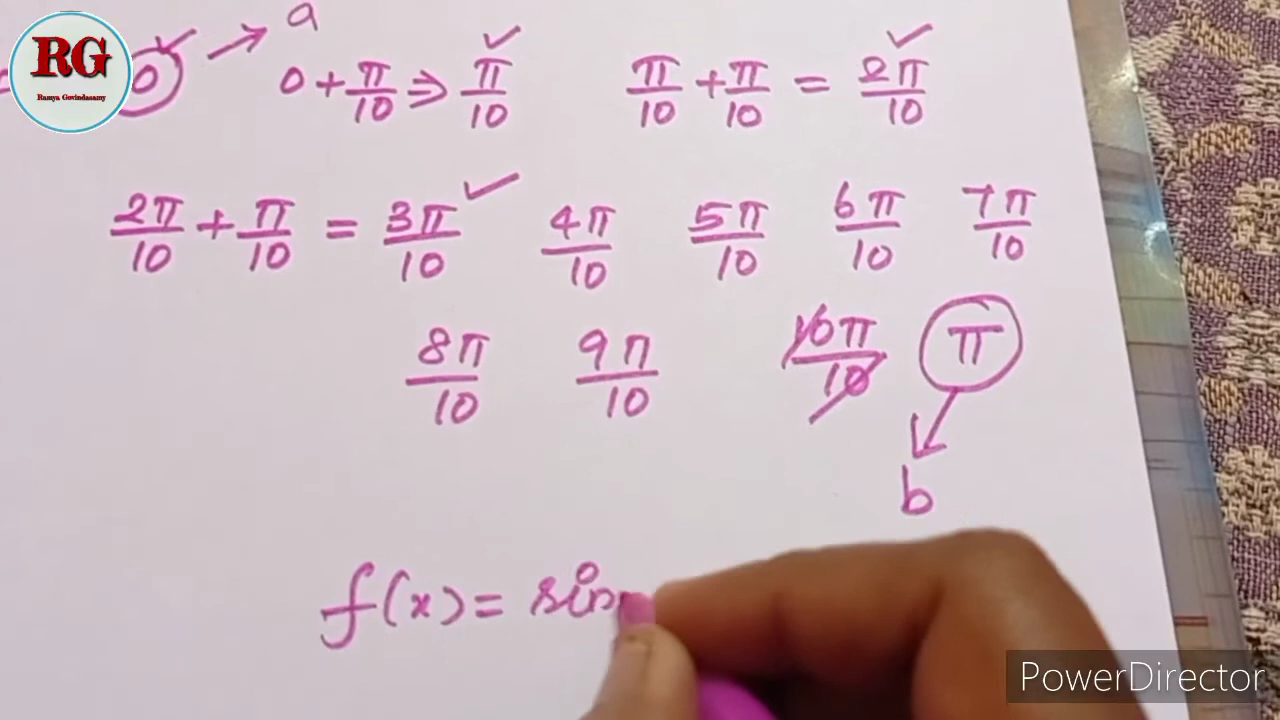 RG
Ramya Govindasamy
0 → a
0 + π/10 ⇒ π/10 ✓ π/10 + π/10 = 2π/10 ✓
2π/10 + π/10 = 3π/10 ✓ 4π/10 5π/10 6π/10 7π/10
8π/10 9π/10 10π/10 π
b
f(x) = sin
PowerDirector